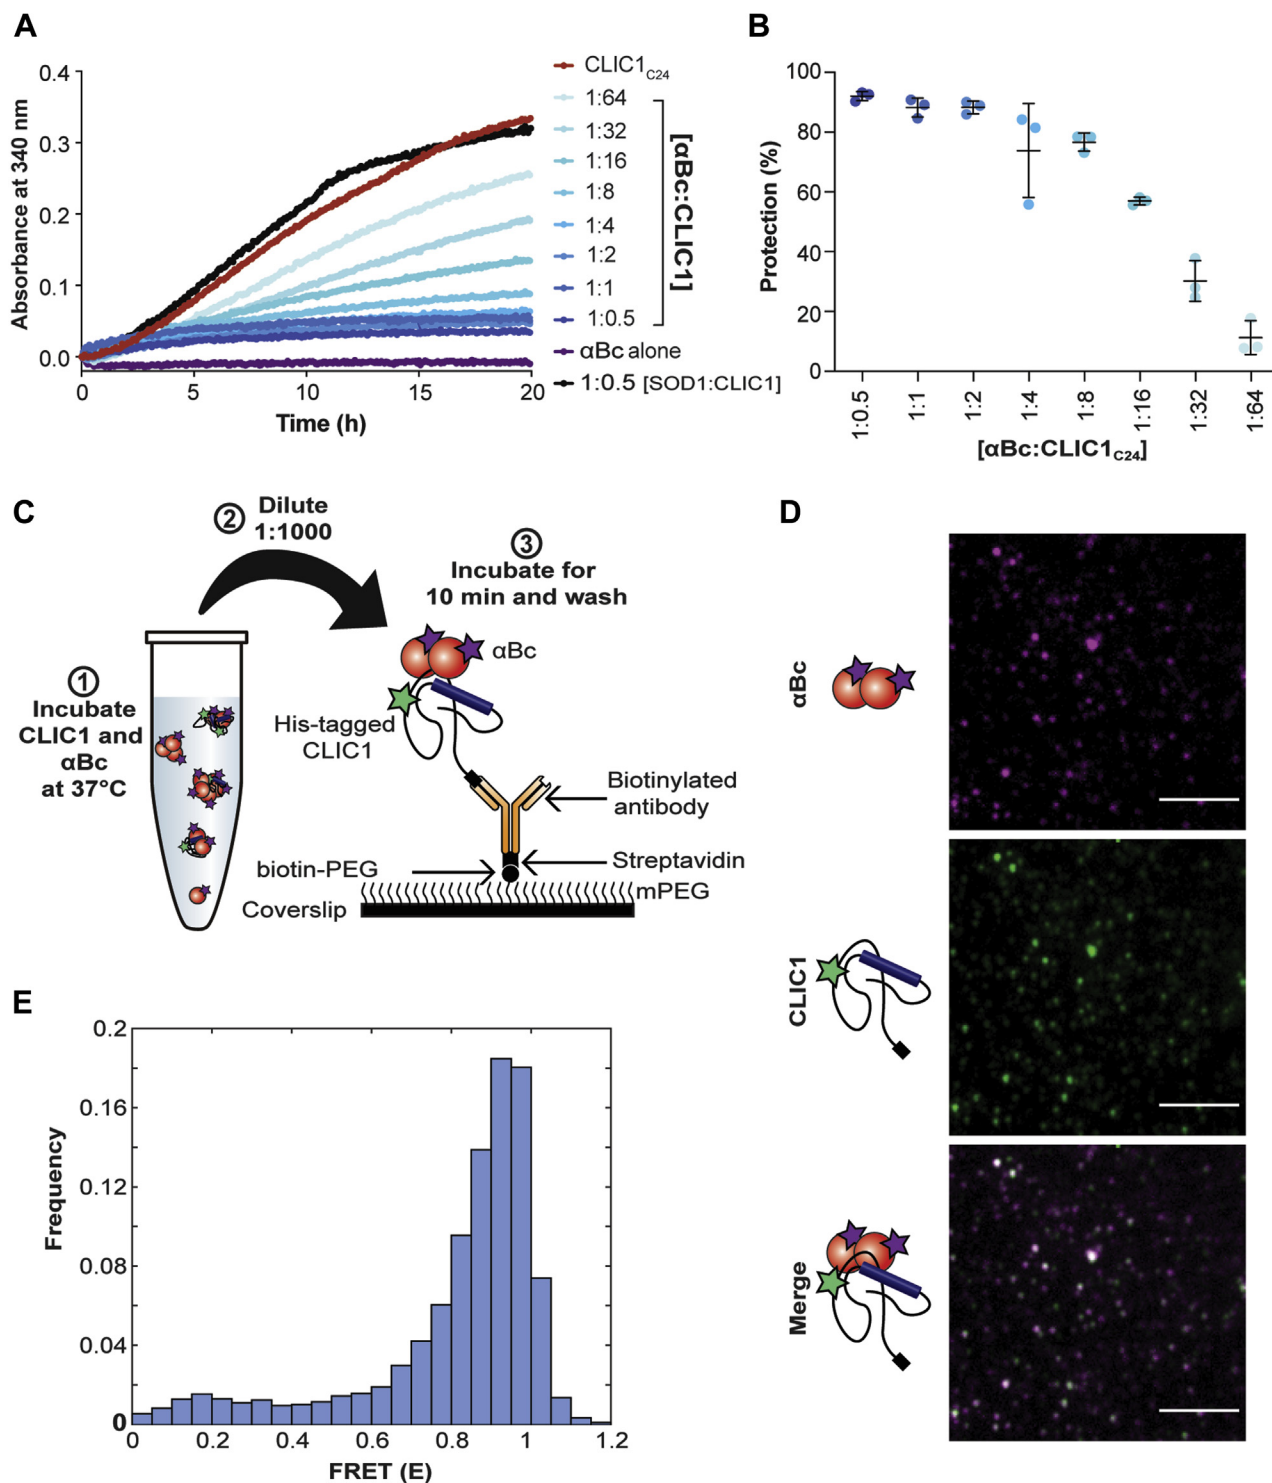 A
Absorbance at 340 nm
0.4
0.3
0.2
0.1
0.0
0
5
10
15
20
Time (h)
CLIC1C24
1:64
1:32
1:16
1:8
1:4
1:2
1:1
1:0.5
[αBc:CLIC1]
αBc alone
1:0.5 [SOD1:CLIC1]
B
Protection (%)
100
80
60
40
20
0
1:0.5
1:1
1:2
1:4
1:8
1:16
1:32
1:64
[αBc:CLIC1C24]
C
① Incubate
CLIC1 and
αBc
at 37°C
② Dilute
1:1000
③
Incubate for
10 min and wash
αBc
His-tagged
CLIC1
Biotinylated
antibody
biotin-PEG
Streptavidin
mPEG
Coverslip
D
αBc
CLIC1
Merge
E
Frequency
0.2
0.16
0.12
0.08
0.04
0
0
0.2
0.4
0.6
0.8
1
1.2
FRET (E)